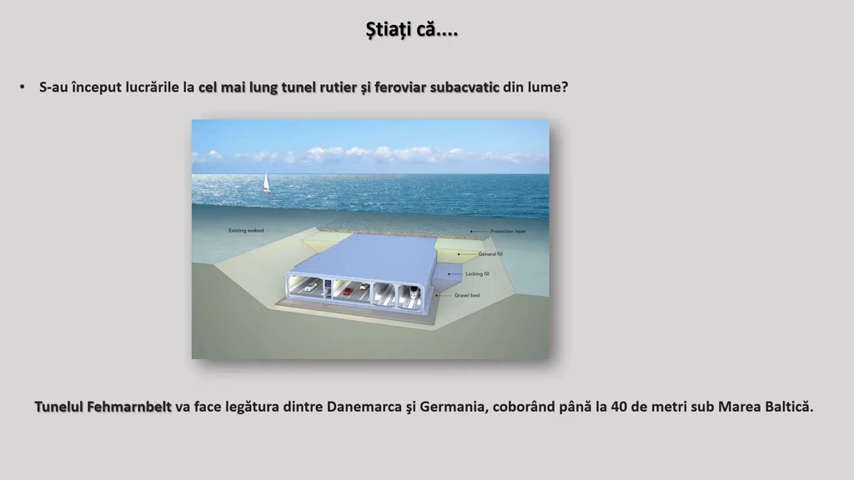 Știați că....
• S-au început lucrările la cel mai lung tunel rutier și feroviar subacvatic din lume?
Existing seabed
Protection layer
General fill
Locking fill
Gravel bed
Tunelul Fehmarnbelt va face legătura dintre Danemarca şi Germania, coborând până la 40 de metri sub Marea Baltică.